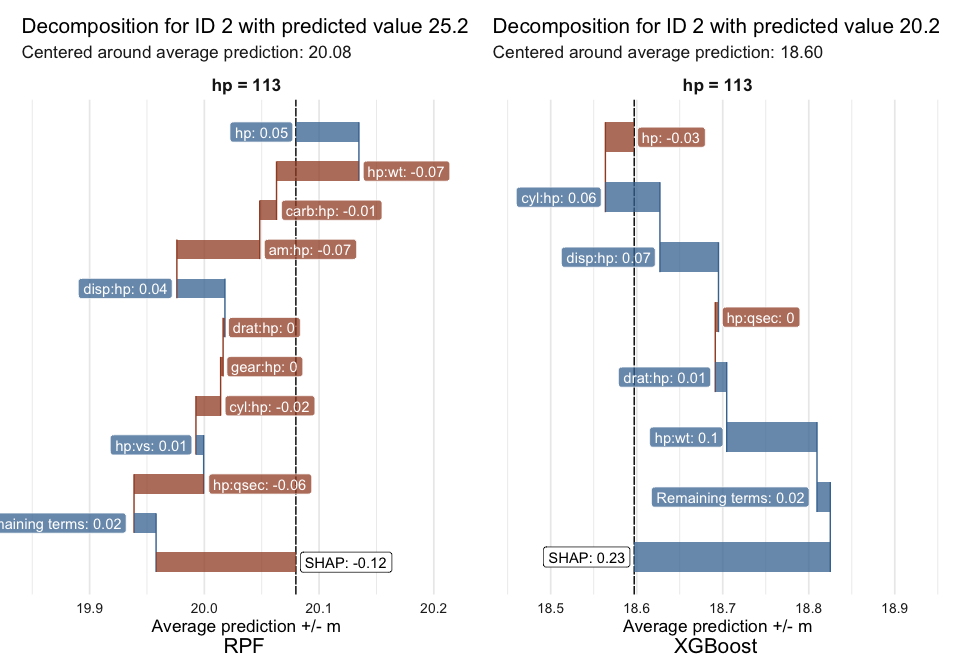 Decomposition for ID 2 with predicted value 25.2
Centered around average prediction: 20.08
hp = 113
hp: 0.05
hp:wt: -0.07
carb:hp: -0.01
am:hp: -0.07
disp:hp: 0.04
drat:hp: 0
gear:hp: 0
cyl:hp: -0.02
hp:vs: 0.01
hp:qsec: -0.06
terms: 0.02
SHAP: -0.12
19.9 20.0 20.1 20.2
Average prediction +/- m
RPF
Decomposition for ID 2 with predicted value 20.2
Centered around average prediction: 18.60
hp = 113
hp: -0.03
cyl:hp: 0.06
disp:hp: 0.07
hp:qsec: 0
drat:hp: 0.01
hp:wt: 0.1
Remaining terms: 0.02
SHAP: 0.23
18.5 18.6 18.7 18.8 18.9
Average prediction +/- m
XGBoost